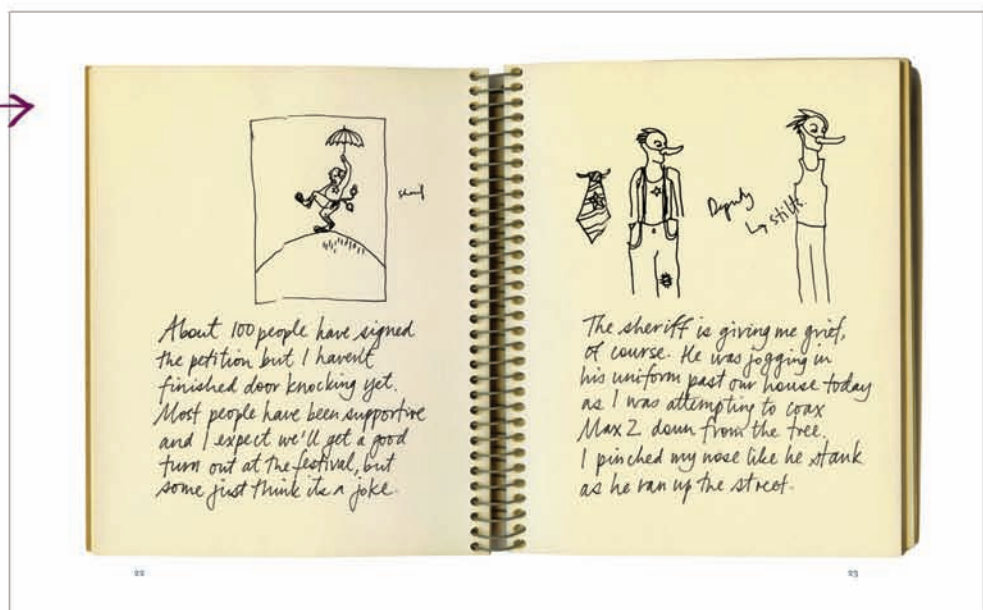 About 100 people have signed
the petition but I haven't
finished door knocking yet.
Most people have been supportive
and I expect we'll get a good
turn out at the festival, but
some just think its a joke.
22
Deputy
↳ stilts.
The sheriff is giving me grief,
of course. He was jogging in
his uniform past our house today
as I was attempting to coax
Max 2 down from the tree.
I pinched my nose like he stank
as he ran up the street.
23